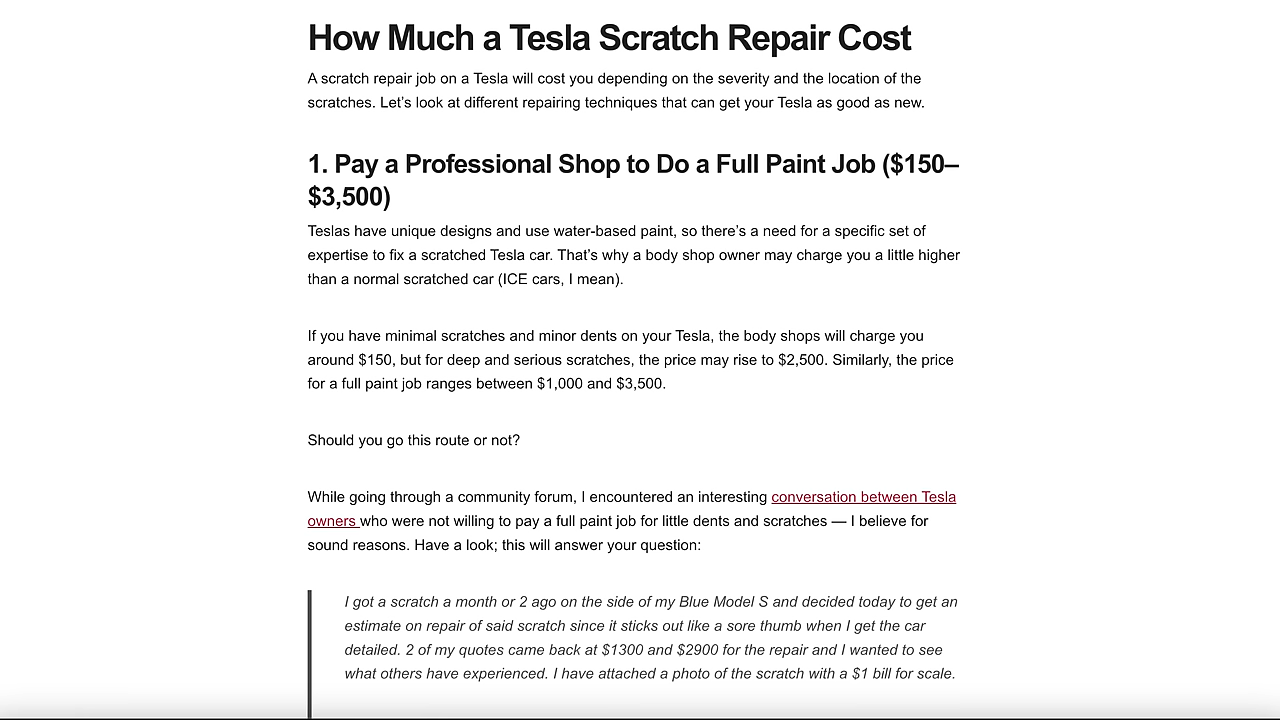 How Much a Tesla Scratch Repair Cost
A scratch repair job on a Tesla will cost you depending on the severity and the location of the
scratches. Let’s look at different repairing techniques that can get your Tesla as good as new.
1. Pay a Professional Shop to Do a Full Paint Job ($150–
$3,500)
Teslas have unique designs and use water-based paint, so there’s a need for a specific set of
expertise to fix a scratched Tesla car. That’s why a body shop owner may charge you a little higher
than a normal scratched car (ICE cars, I mean).
If you have minimal scratches and minor dents on your Tesla, the body shops will charge you
around $150, but for deep and serious scratches, the price may rise to $2,500. Similarly, the price
for a full paint job ranges between $1,000 and $3,500.
Should you go this route or not?
While going through a community forum, I encountered an interesting conversation between Tesla
owners who were not willing to pay a full paint job for little dents and scratches — I believe for
sound reasons. Have a look; this will answer your question:
I got a scratch a month or 2 ago on the side of my Blue Model S and decided today to get an
estimate on repair of said scratch since it sticks out like a sore thumb when I get the car
detailed. 2 of my quotes came back at $1300 and $2900 for the repair and I wanted to see
what others have experienced. I have attached a photo of the scratch with a $1 bill for scale.